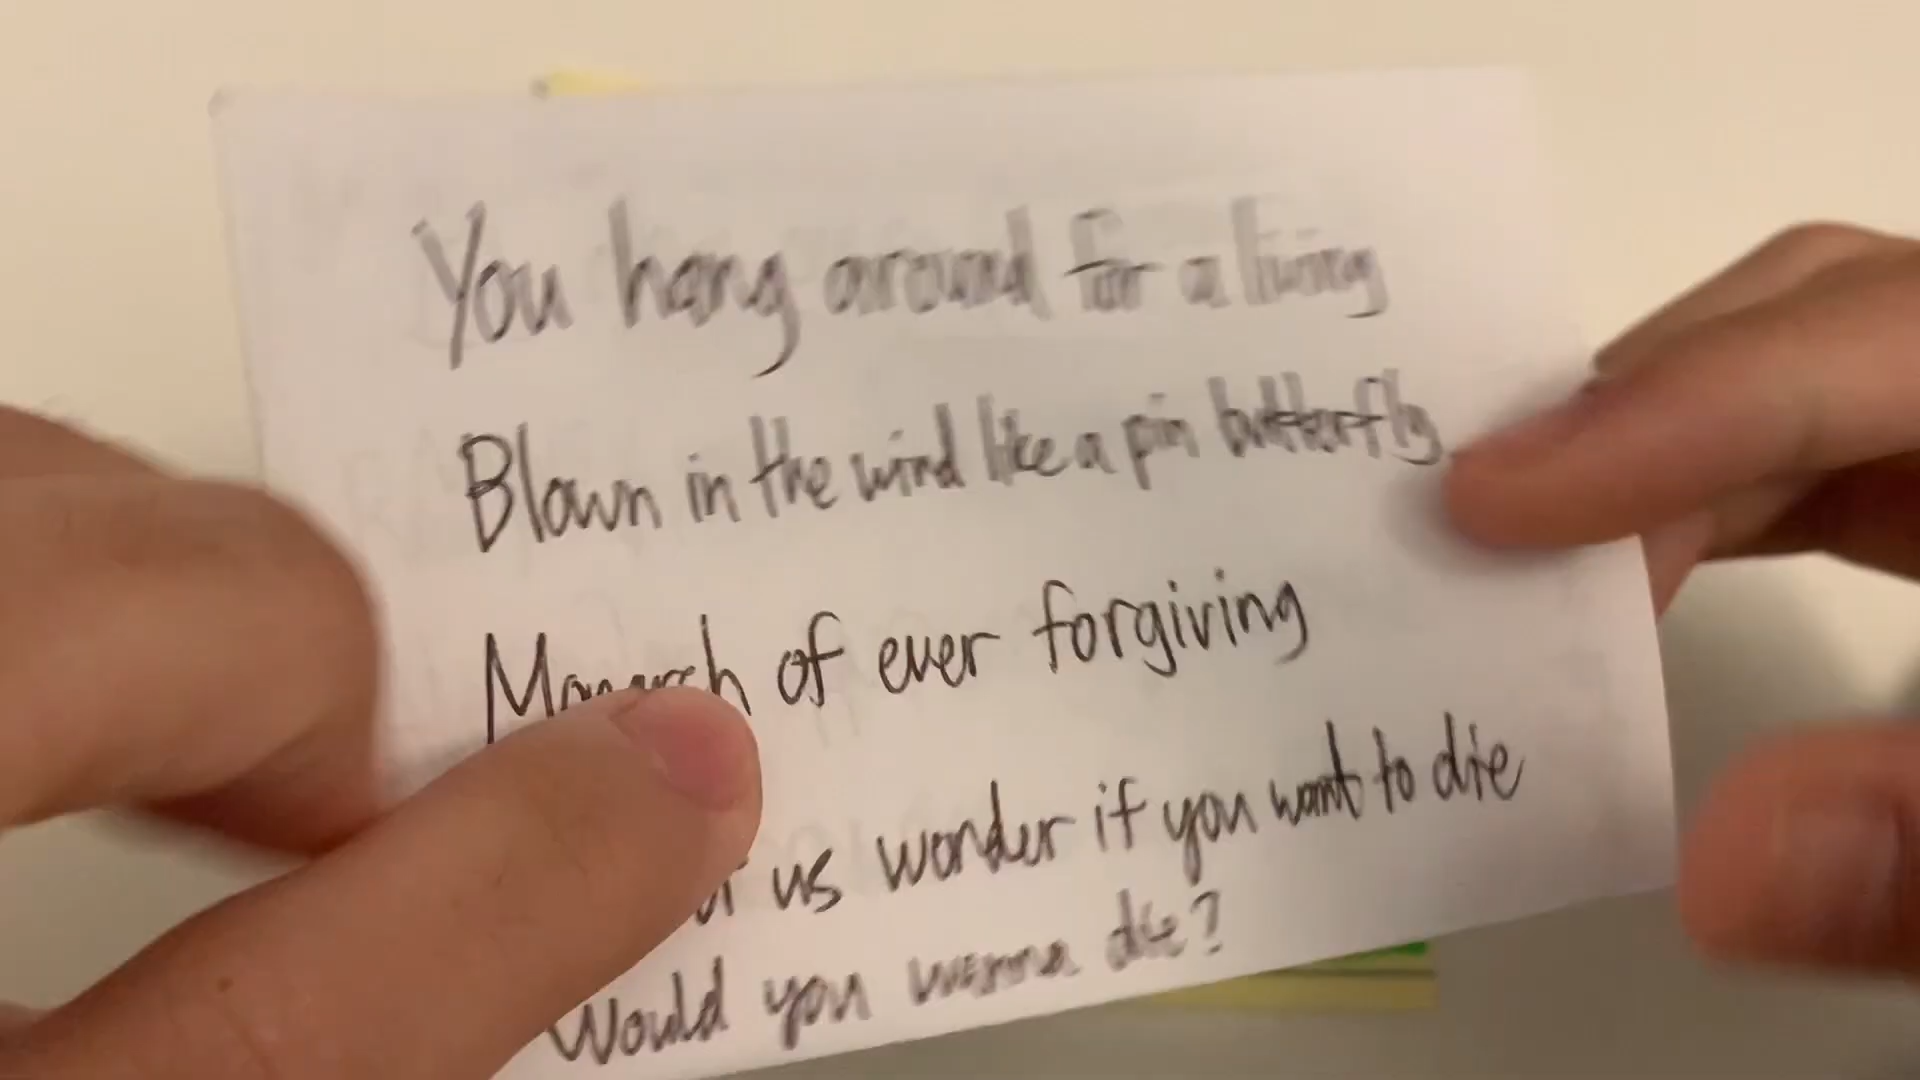 You hang around for a living
Blown in the wind like a pin butterfly
Monarch of ever forgiving
us wonder if you want to die
Would you wanna die?